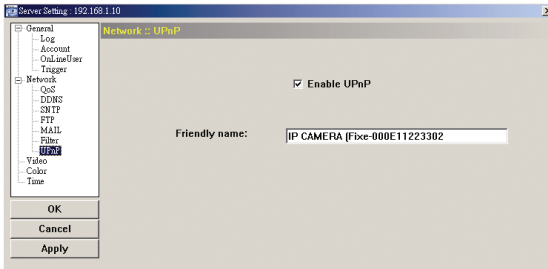 Server Setting : 192.168.1.10
General
Log
Account
OnLineUser
Trigger
Network
QoS
DDNS
SNTP
FTP
MAIL
Filter
UPnP
Video
Color
Time
OK
Cancel
Apply
Network :: UPnP
Enable UPnP
Friendly name:
IP CAMERA (Fixe-000E11223302